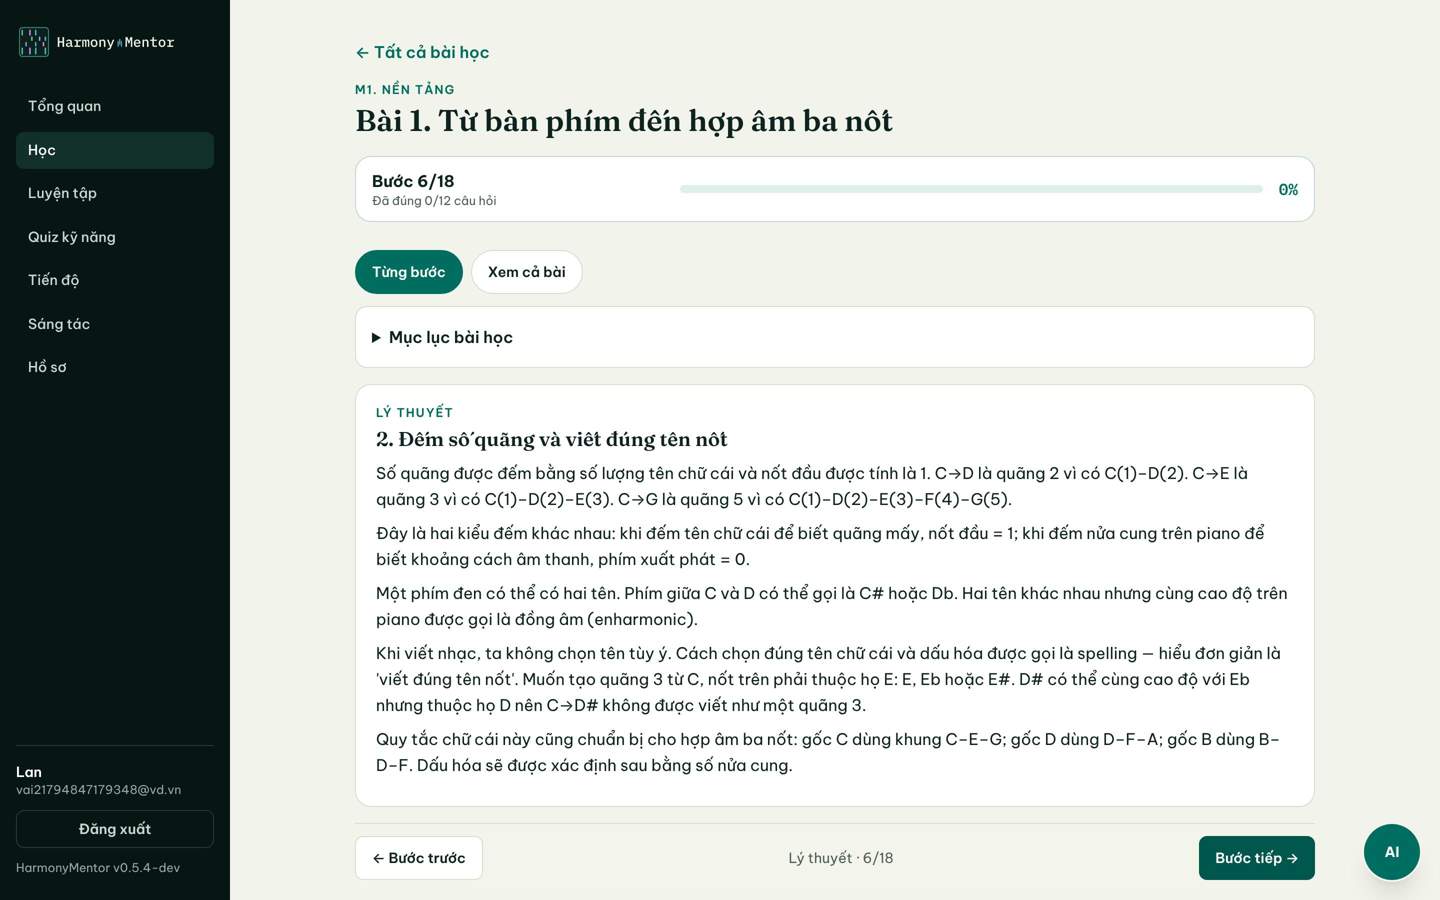 Harmony Mentor
Tổng quan
Học
Luyện tập
Quiz kỹ năng
Tiến độ
Sáng tác
Hồ sơ
Lan
vai21794847179348@vd.vn
Đăng xuất
HarmonyMentor v0.5.4-dev
← Tất cả bài học
M1. NỀN TẢNG
Bài 1. Từ bàn phím đến hợp âm ba nốt
Bước 6/18
Đã đúng 0/12 câu hỏi
0%
Từng bước
Xem cả bài
▶ Mục lục bài học
LÝ THUYẾT
2. Đếm số quãng và viết đúng tên nốt
Số quãng được đếm bằng số lượng tên chữ cái và nốt đầu được tính là 1. C→D là quãng 2 vì có C(1)–D(2). C→E là
quãng 3 vì có C(1)–D(2)–E(3). C→G là quãng 5 vì có C(1)–D(2)–E(3)–F(4)–G(5).
Đây là hai kiểu đếm khác nhau: khi đếm tên chữ cái để biết quãng mấy, nốt đầu = 1; khi đếm nửa cung trên piano để
biết khoảng cách âm thanh, phím xuất phát = 0.
Một phím đen có thể có hai tên. Phím giữa C và D có thể gọi là C# hoặc Db. Hai tên khác nhau nhưng cùng cao độ trên
piano được gọi là đồng âm (enharmonic).
Khi viết nhạc, ta không chọn tên tùy ý. Cách chọn đúng tên chữ cái và dấu hóa được gọi là spelling — hiểu đơn giản là
'viết đúng tên nốt'. Muốn tạo quãng 3 từ C, nốt trên phải thuộc họ E: E, Eb hoặc E#. D# có thể cùng cao độ với Eb
nhưng thuộc họ D nên C→D# không được viết như một quãng 3.
Quy tắc chữ cái này cũng chuẩn bị cho hợp âm ba nốt: gốc C dùng khung C–E–G; gốc D dùng D–F–A; gốc B dùng B–
D–F. Dấu hóa sẽ được xác định sau bằng số nửa cung.
← Bước trước
Lý thuyết · 6/18
Bước tiếp →
AI